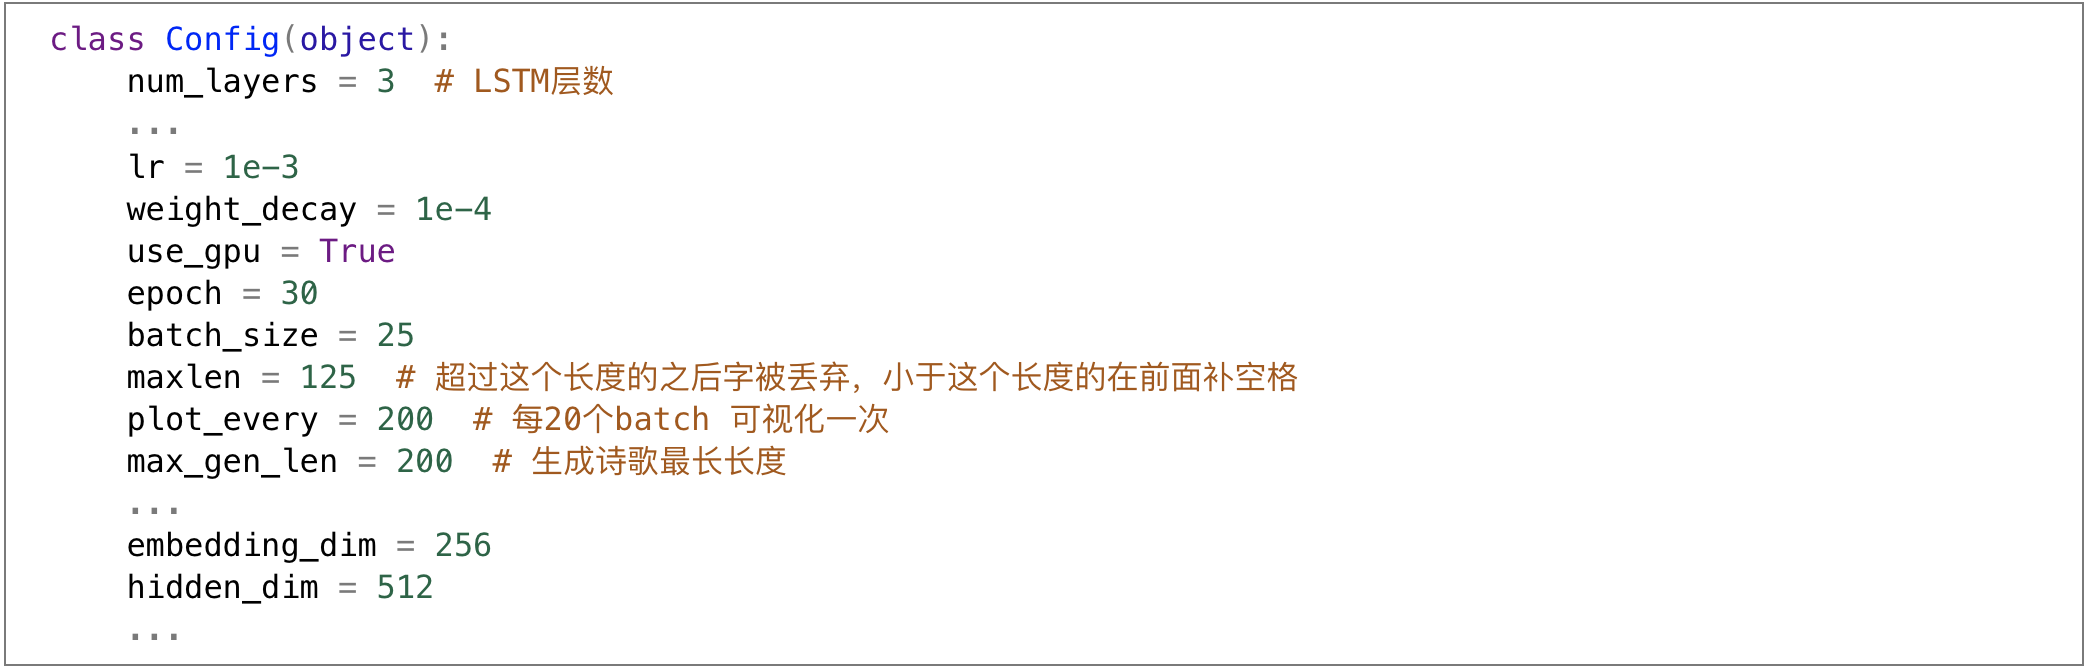 class Config(object):
    num_layers = 3  # LSTM层数
    ...
    lr = 1e-3
    weight_decay = 1e-4
    use_gpu = True
    epoch = 30
    batch_size = 25
    maxlen = 125  # 超过这个长度的之后字被丢弃，小于这个长度的在前面补空格
    plot_every = 200  # 每20个batch 可视化一次
    max_gen_len = 200  # 生成诗歌最长长度
    ...
    embedding_dim = 256
    hidden_dim = 512
    ...